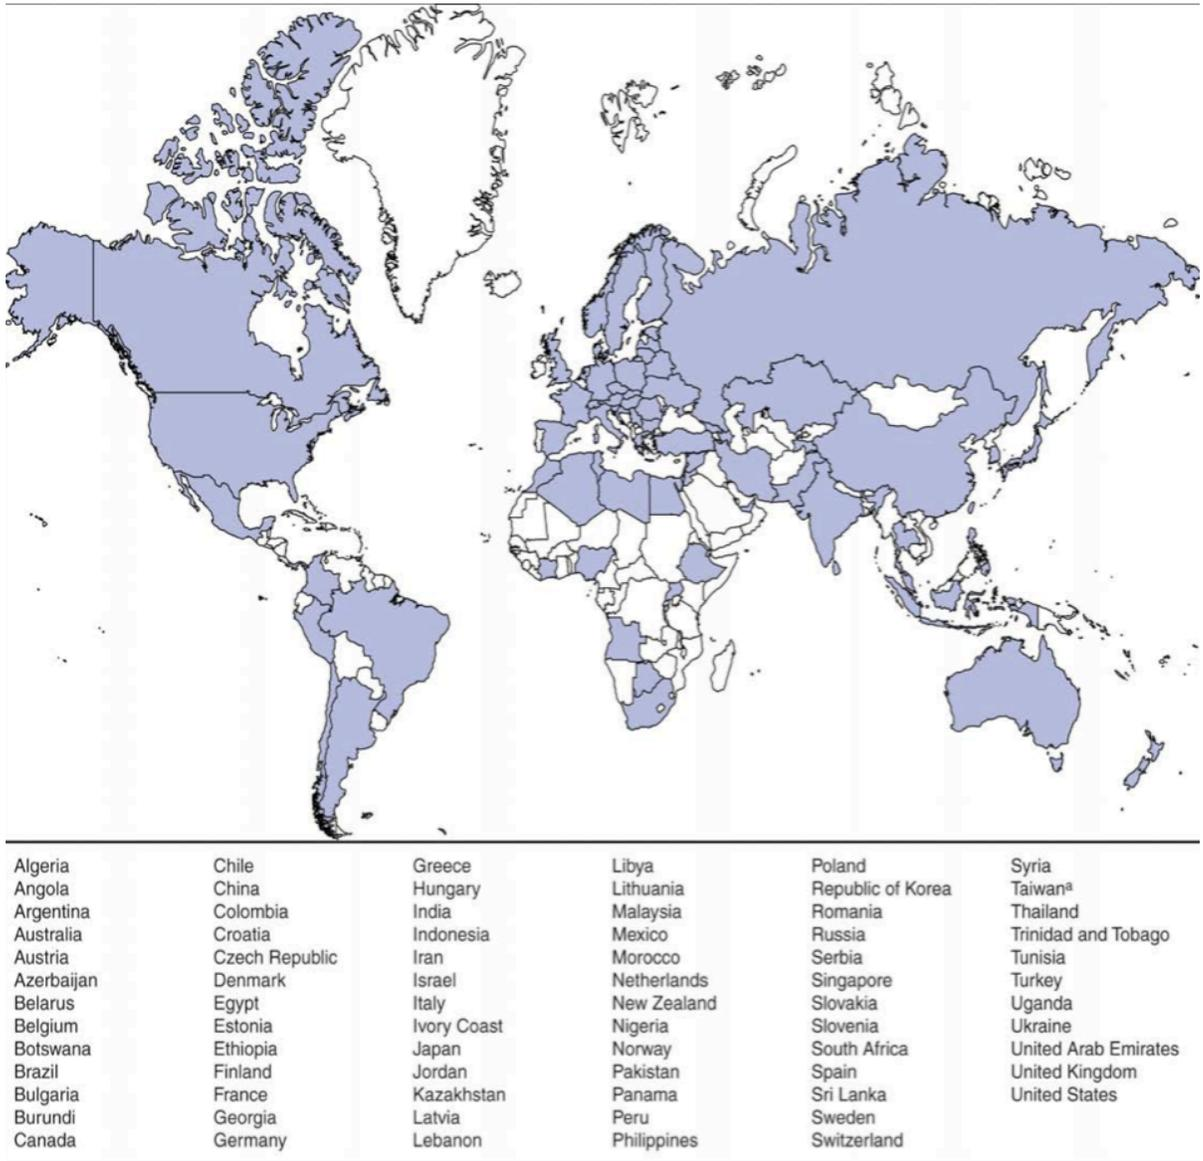 Algeria
Angola
Argentina
Australia
Austria
Azerbaijan
Belarus
Belgium
Botswana
Brazil
Bulgaria
Burundi
Canada
Chile
China
Colombia
Croatia
Czech Republic
Denmark
Egypt
Estonia
Ethiopia
Finland
France
Georgia
Germany
Greece
Hungary
India
Indonesia
Iran
Israel
Italy
Ivory Coast
Japan
Jordan
Kazakhstan
Latvia
Lebanon
Libya
Lithuania
Malaysia
Mexico
Morocco
Netherlands
New Zealand
Nigeria
Norway
Pakistan
Panama
Peru
Philippines
Poland
Republic of Korea
Romania
Russia
Serbia
Singapore
Slovakia
Slovenia
South Africa
Spain
Sri Lanka
Sweden
Switzerland
Syria
Taiwanª
Thailand
Trinidad and Tobago
Tunisia
Turkey
Uganda
Ukraine
United Arab Emirates
United Kingdom
United States